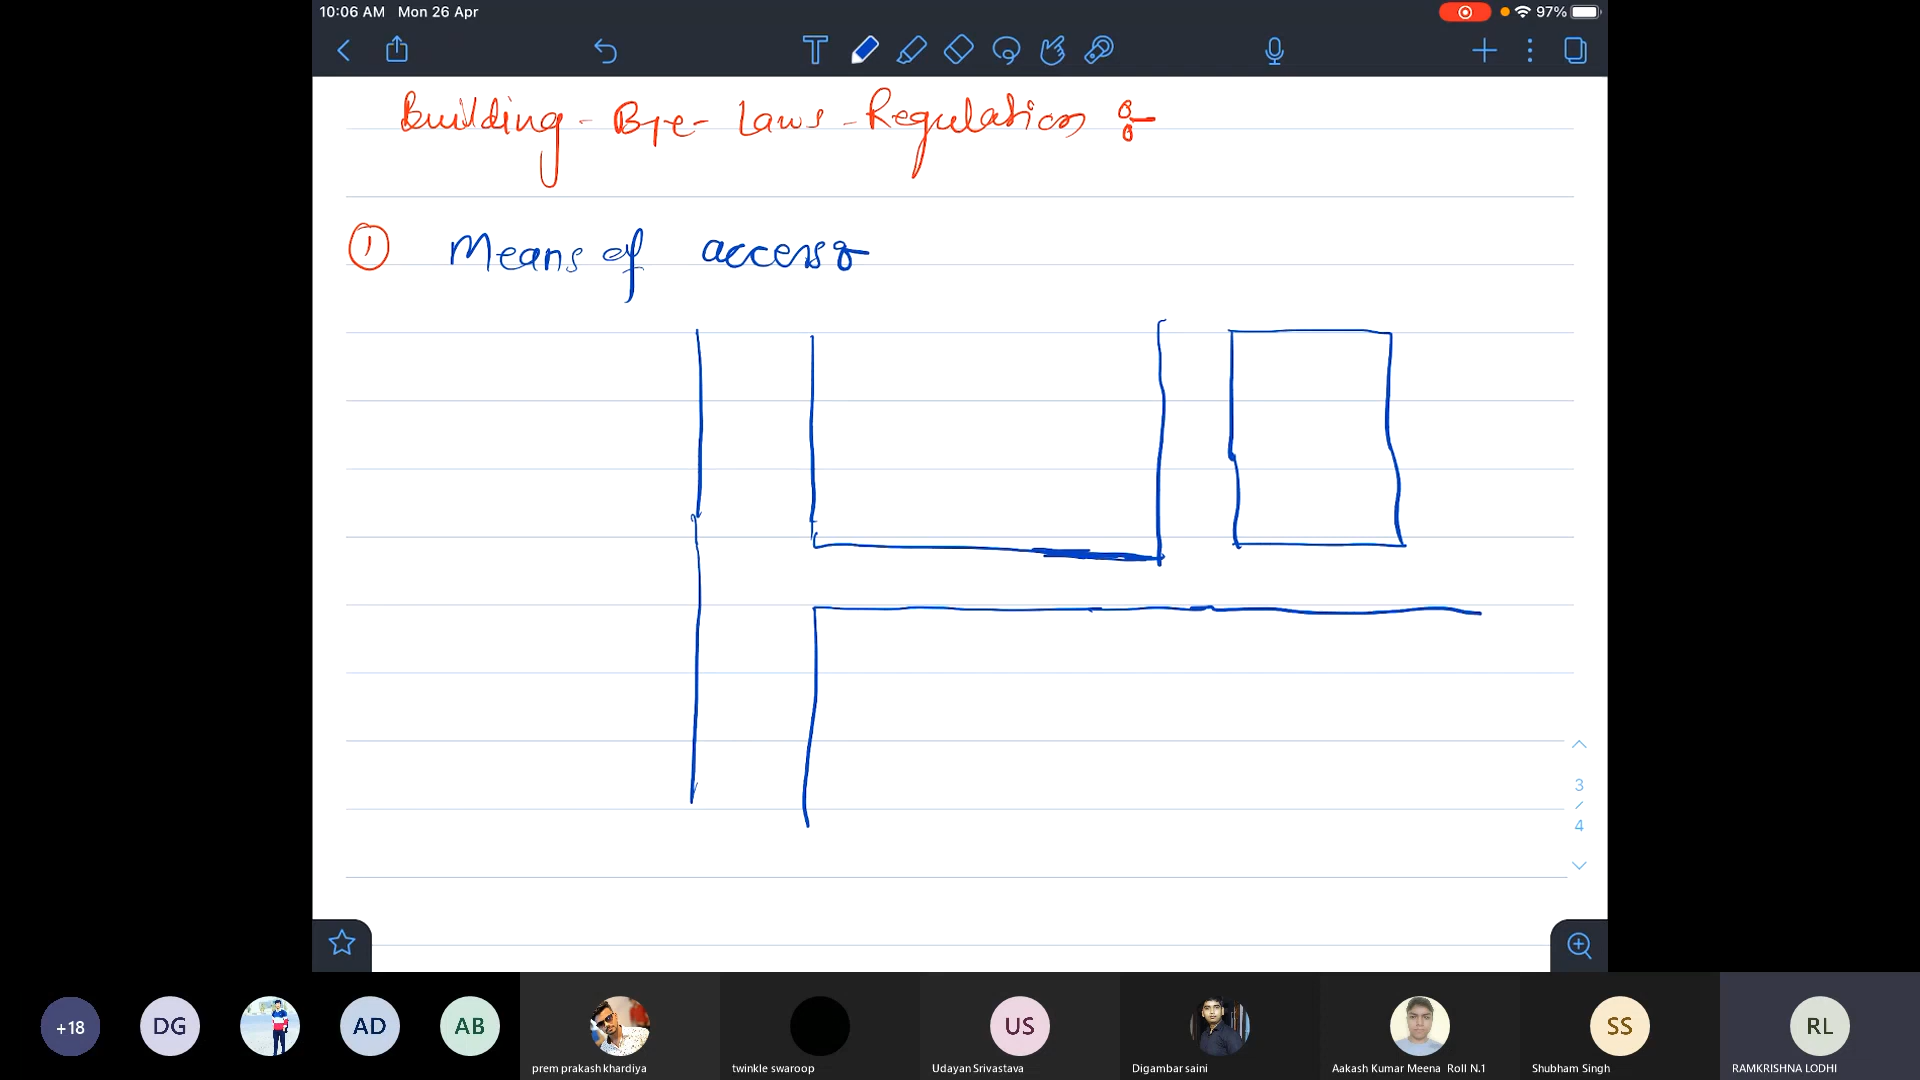 10:06 AM Mon 26 Apr
97%
Building - Bye - Laws - Regulation :-
① Means of access :-
3
/
4
+18
DG
AD
AB
US
SS
RL
prem prakash khardiya
twinkle swaroop
Udayan Srivastava
Digambar saini
Aakash Kumar Meena Roll N.1
Shubham Singh
RAMKRISHNA LODHI